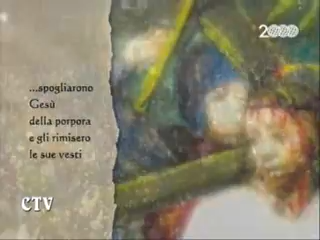 2000
...spogliarono
Gesù
della porpora
e gli rimisero
le sue vesti
CTV